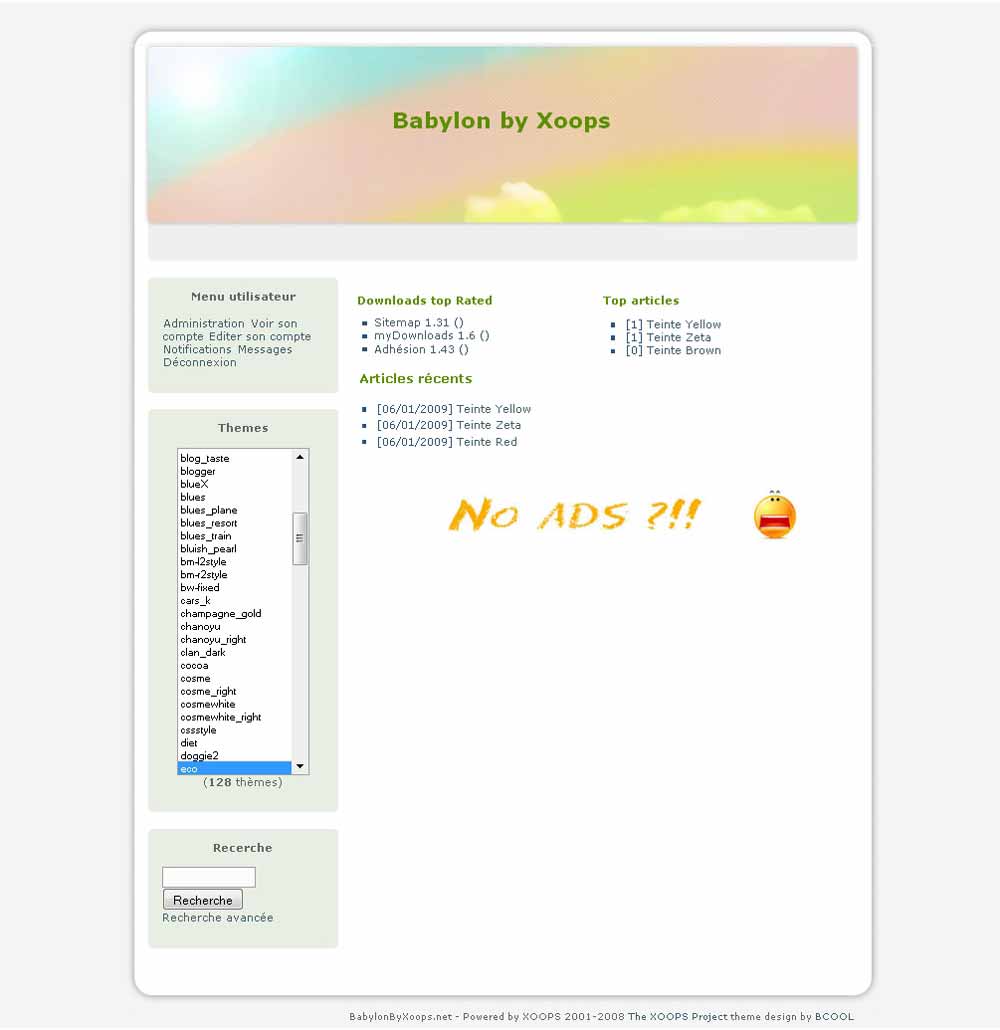 Babylon by Xoops
Menu utilisateur
Administration Voir son
compte Editer son compte
Notifications Messages
Déconnexion
Themes
blog_taste
blogger
blueX
blues
blues_plane
blues_resort
blues_train
bluish_pearl
bm-l2style
bm-r2style
bw-fixed
cars_k
champagne_gold
chanoyu
chanoyu_right
clan_dark
cocoa
cosme
cosme_right
cosmewhite
cosmewhite_right
cssstyle
diet
doggie2
eco
(128 thèmes)
Recerche
Recherche
Recherche avancée
Downloads top Rated
Sitemap 1.31 ()
myDownloads 1.6 ()
Adhésion 1.43 ()
Top articles
[1] Teinte Yellow
[1] Teinte Zeta
[0] Teinte Brown
Articles récents
[06/01/2009] Teinte Yellow
[06/01/2009] Teinte Zeta
[06/01/2009] Teinte Red
No ADS ?!!
BabylonByXoops.net - Powered by XOOPS 2001-2008 The XOOPS Project theme design by BCOOL